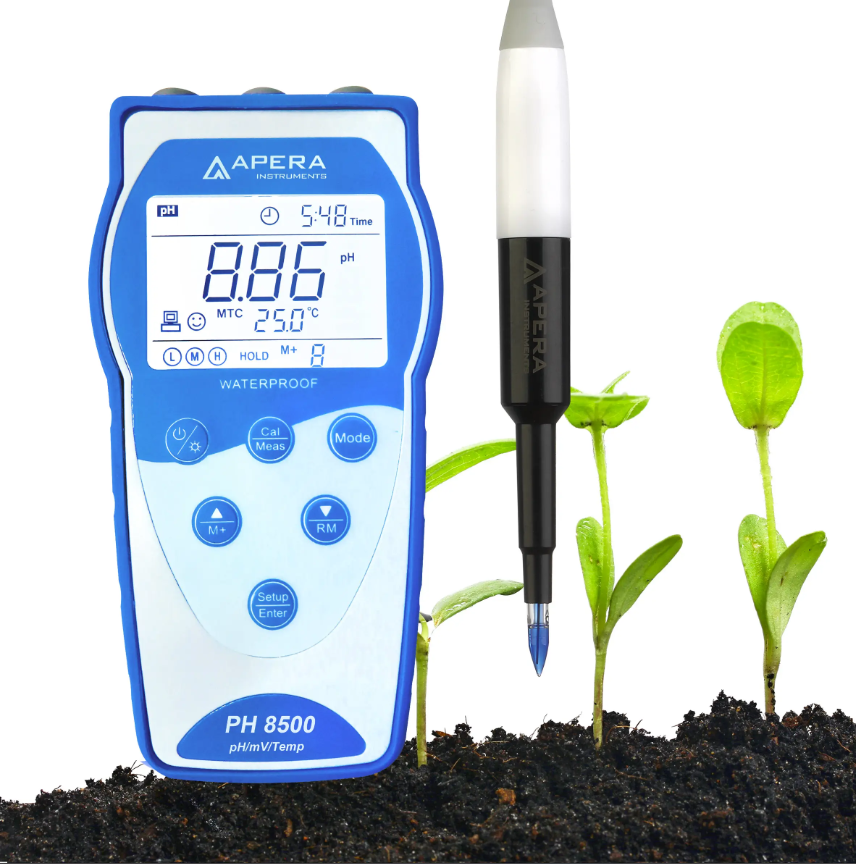 APERA
INSTRUMENTS
pH
5:48 Time
8.86 pH
MTC 25.0 °C
L M H HOLD M+ 8
WATERPROOF
Cal
Meas
Mode
M+
RM
Setup
Enter
PH 8500
pH/mV/Temp
APERA
INSTRUMENTS